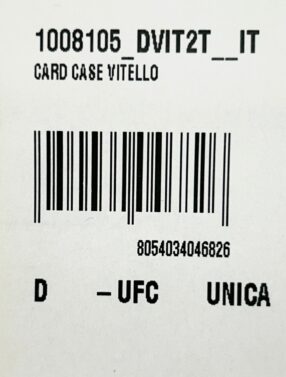 1008105_DVIT2T__IT
CARD CASE VITELLO
8054034046826
D –UFC UNICA